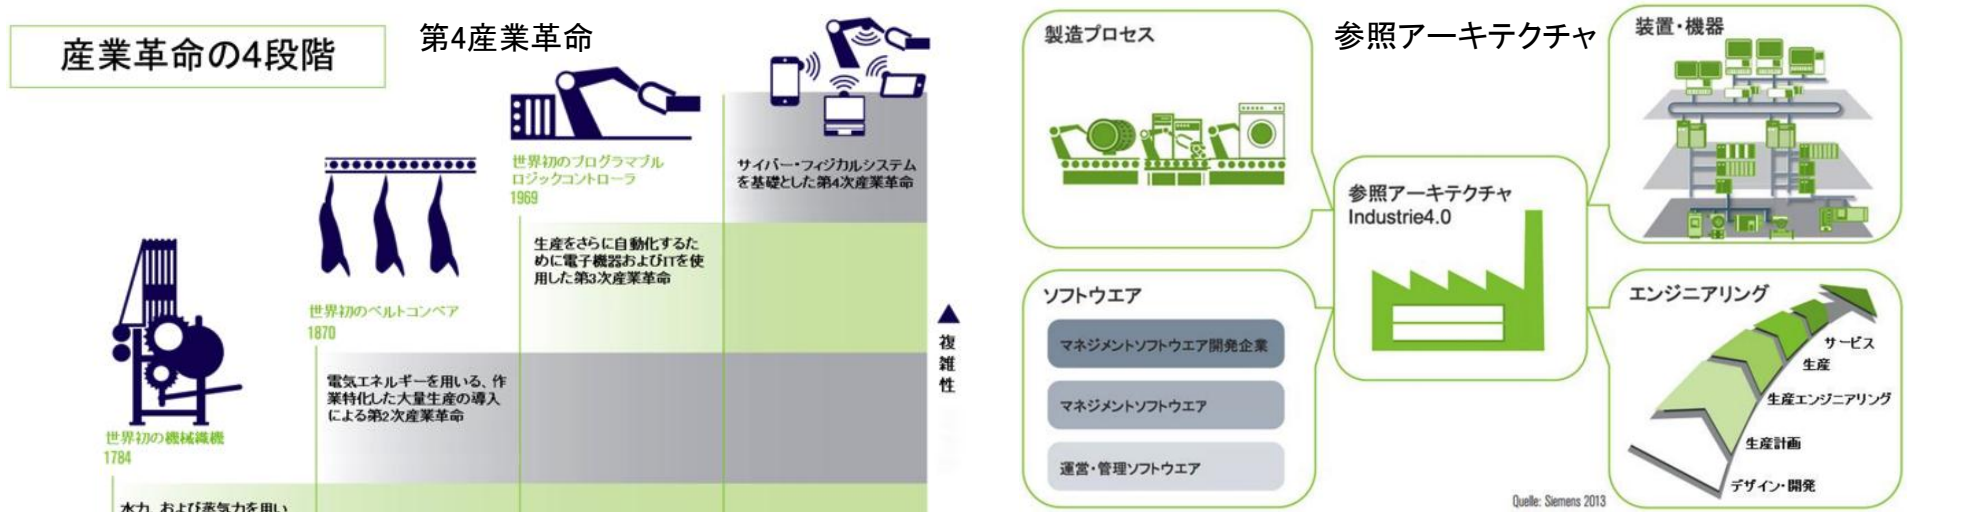 産業革命の4段階
第4産業革命
世界初のプログラマブル
ロジックコントローラ
1969
サイバー・フィジカルシステム
を基礎とした第4次産業革命
生産をさらに自動化するた
めに電子機器およびITを使
用した第3次産業革命
世界初のベルトコンベア
1870
電気エネルギーを用いる、作
業特化した大量生産の導入
による第2次産業革命
世界初の機械織機
1784
水力、および蒸気力を用い
複雑性
参照アーキテクチャ
製造プロセス
装置・機器
参照アーキテクチャ
Industrie4.0
ソフトウエア
マネジメントソフトウエア開発企業
マネジメントソフトウエア
運営・管理ソフトウエア
エンジニアリング
サービス
生産
生産エンジニアリング
生産計画
デザイン・開発
Quelle: Siemens 2013